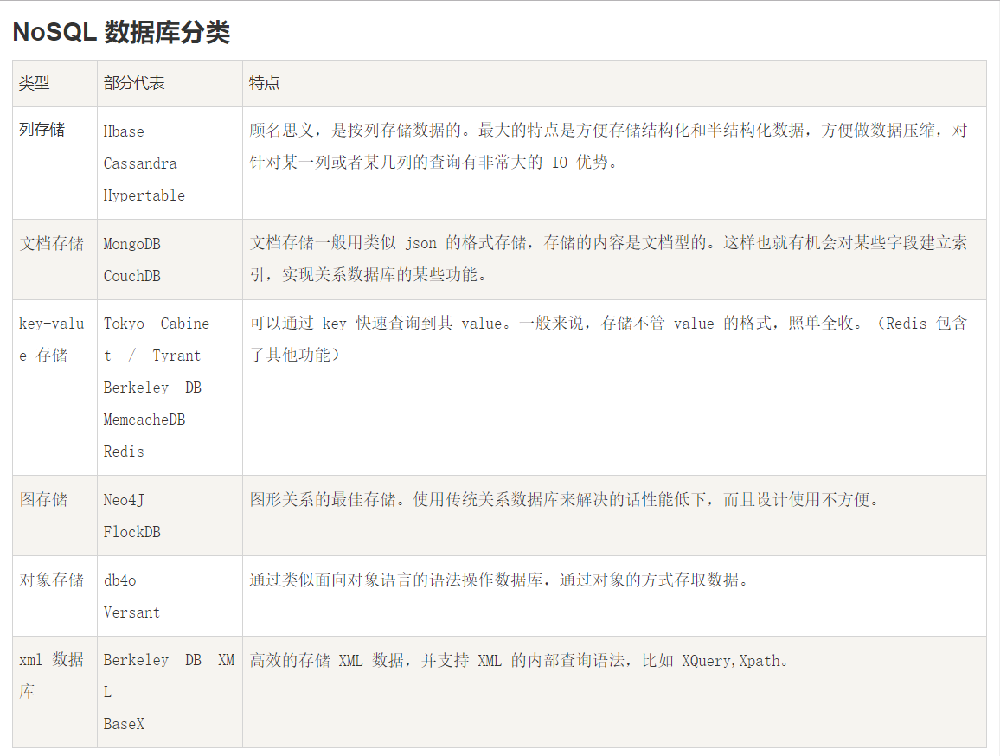 NoSQL 数据库分类
类型 部分代表 特点
列存储
Hbase
Cassandra
Hypertable
顾名思义，是按列存储数据的。最大的特点是方便存储结构化和半结构化数据，方便做数据压缩，对
针对某一列或者某几列的查询有非常大的 IO 优势。
文档存储
MongoDB
CouchDB
文档存储一般用类似 json 的格式存储，存储的内容是文档型的。这样也就有机会对某些字段建立索
引，实现关系数据库的某些功能。
key-valu
e 存储
Tokyo Cabine
t / Tyrant
Berkeley DB
MemcacheDB
Redis
可以通过 key 快速查询到其 value。一般来说，存储不管 value 的格式，照单全收。（Redis 包含
了其他功能）
图存储
Neo4J
FlockDB
图形关系的最佳存储。使用传统关系数据库来解决的话性能低下，而且设计使用不方便。
对象存储
db4o
Versant
通过类似面向对象语言的语法操作数据库，通过对象的方式存取数据。
xml 数据
库
Berkeley DB XM
L
BaseX
高效的存储 XML 数据，并支持 XML 的内部查询语法，比如 XQuery,Xpath。